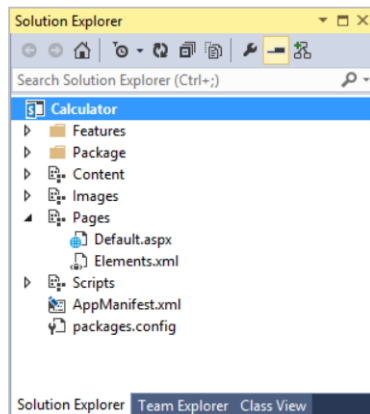 Solution Explorer
Search Solution Explorer (Ctrl+;)
Calculator
Features
Package
Content
Images
Pages
Default.aspx
Elements.xml
Scripts
AppManifest.xml
packages.config
Solution Explorer Team Explorer Class View